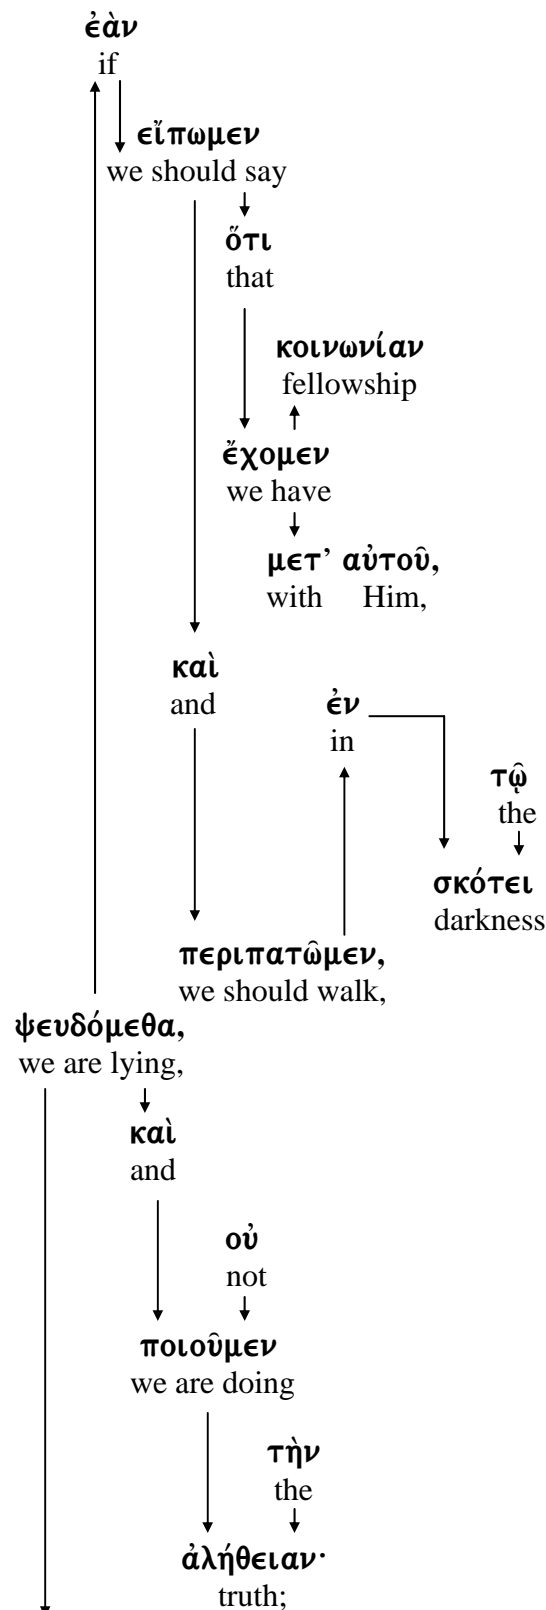 ἐὰν
if
εἴπωμεν
we should say
ὅτι
that
κοινωνίαν
fellowship
ἔχομεν
we have
μετ’ αὐτοῦ,
with Him,
καὶ
and
ἐν
in
τῷ
the
σκότει
darkness
περιπατῶμεν,
we should walk,
ψευδόμεθα,
we are lying,
καὶ
and
οὐ
not
ποιοῦμεν
we are doing
τὴν
the
ἀλήθειαν·
truth;